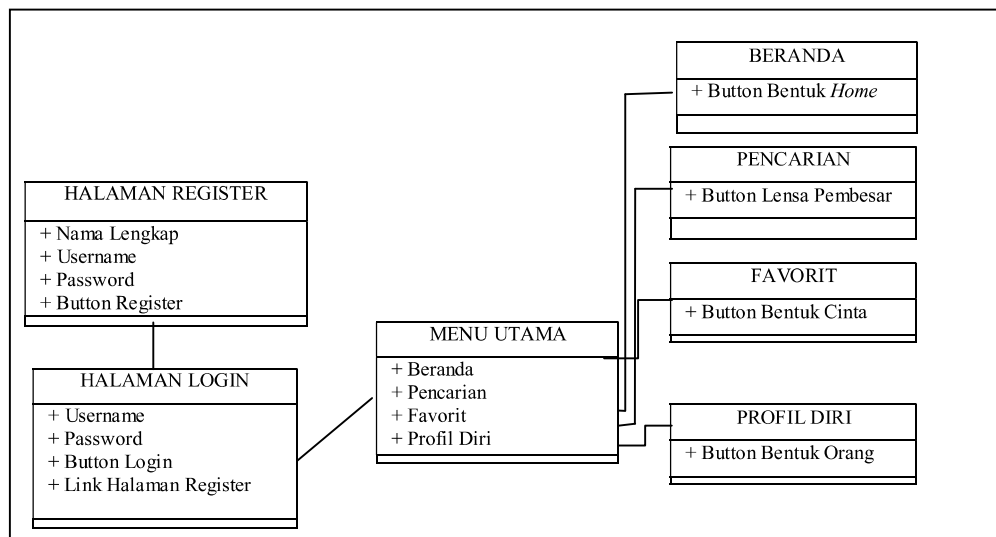 HALAMAN REGISTER
+ Nama Lengkap
+ Username
+ Password
+ Button Register
HALAMAN LOGIN
+ Username
+ Password
+ Button Login
+ Link Halaman Register
MENU UTAMA
+ Beranda
+ Pencarian
+ Favorit
+ Profil Diri
BERANDA
+ Button Bentuk Home
PENCARIAN
+ Button Lensa Pembesar
FAVORIT
+ Button Bentuk Cinta
PROFIL DIRI
+ Button Bentuk Orang